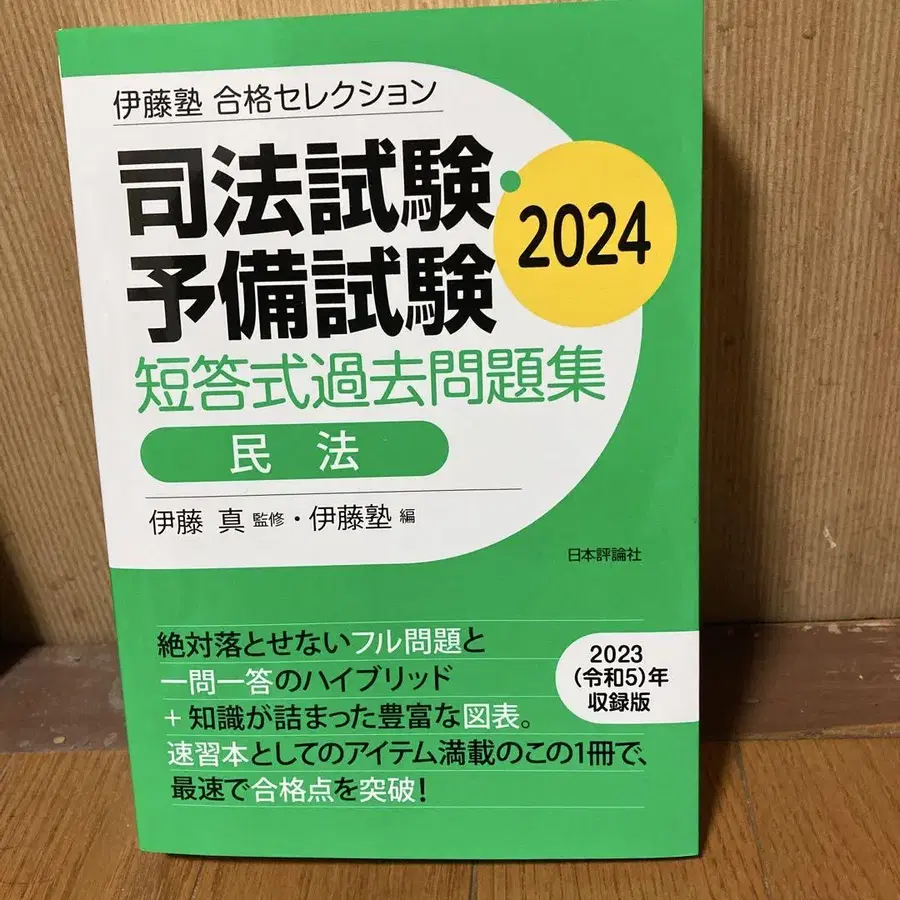 伊藤塾 合格セレクション
司法試験・
予備試験
2024
短答式過去問題集
民法
伊藤 真 監修・伊藤塾 編
日本評論社
絶対落とせないフル問題と
一問一答のハイブリッド
+知識が詰まった豊富な図表。
速習本としてのアイテム満載のこの1冊で、
最速で合格点を突破!
2023
(令和5)年
収録版